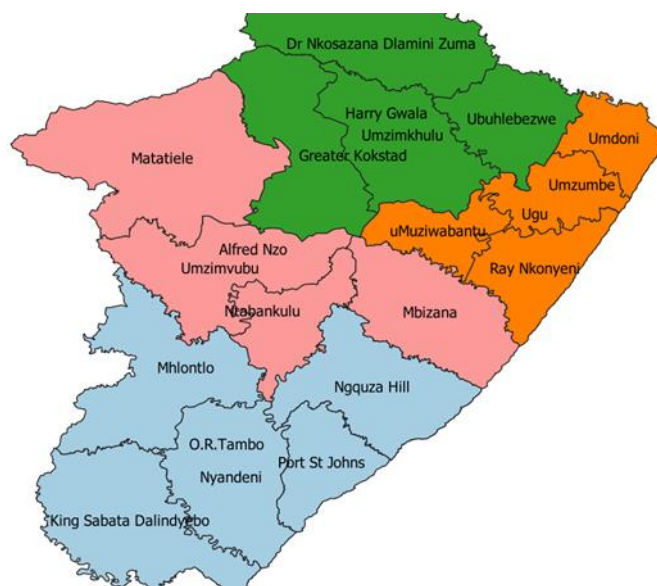 Dr Nkosazana Dlamini Zuma
Harry Gwala
Umzimkhulu
Ubuhlebezwe
Umdoni
Matatiele
Greater Kokstad
Umzumbe
Ugu
uMuziwabantu
Alfred Nzo
Umzimvubu
Ray Nkonyeni
Ntabankulu
Mbizana
Mhlontlo
Ngquza Hill
O.R.Tambo
Port St Johns
Nyandeni
King Sabata Dalindyebo